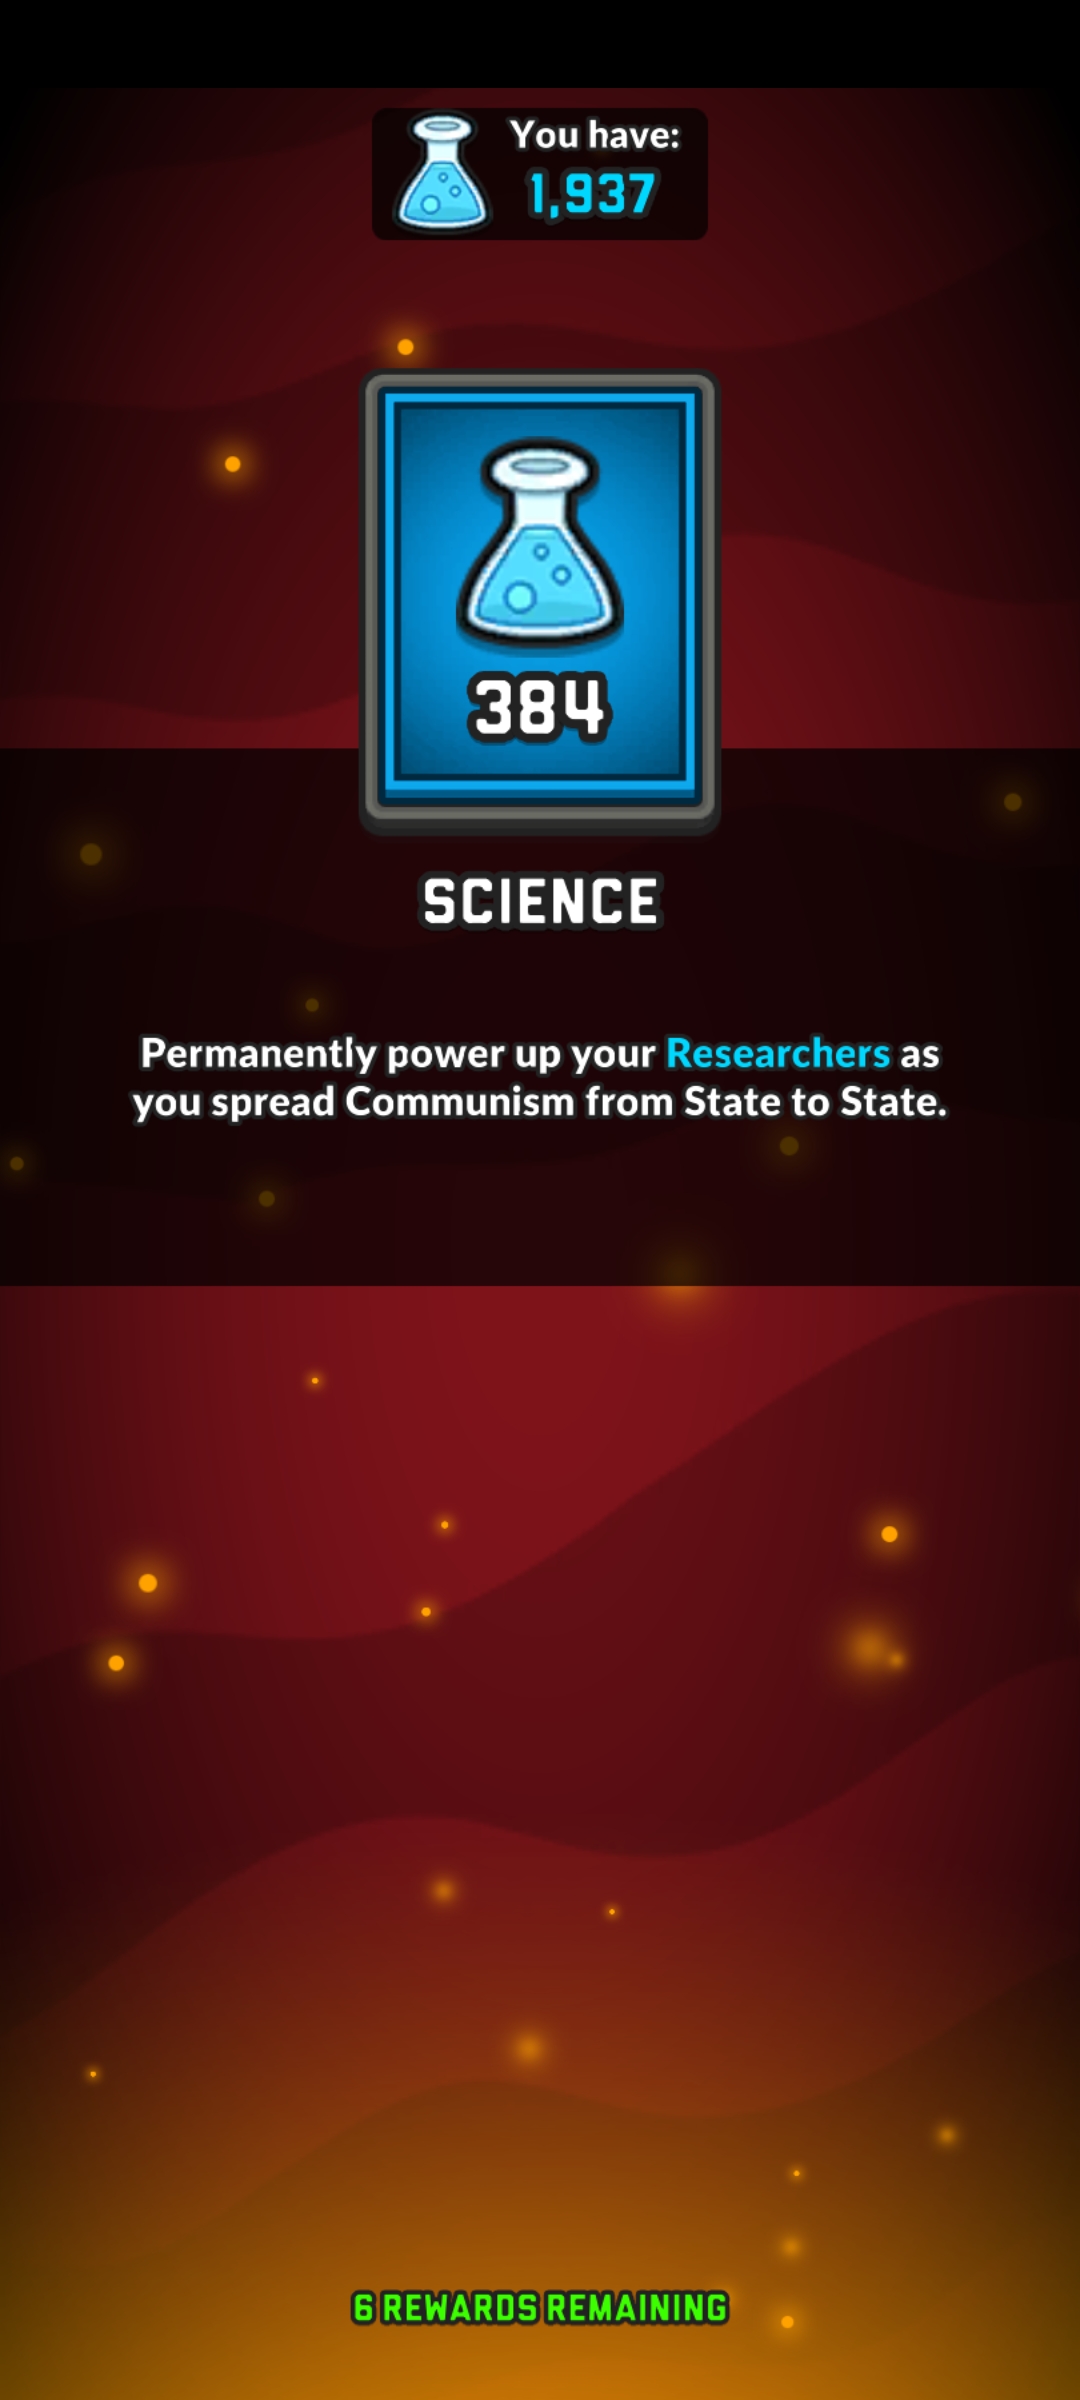 You have:
1,937
384
SCIENCE
Permanently power up your Researchers as
you spread Communism from State to State.
6 REWARDS REMAINING